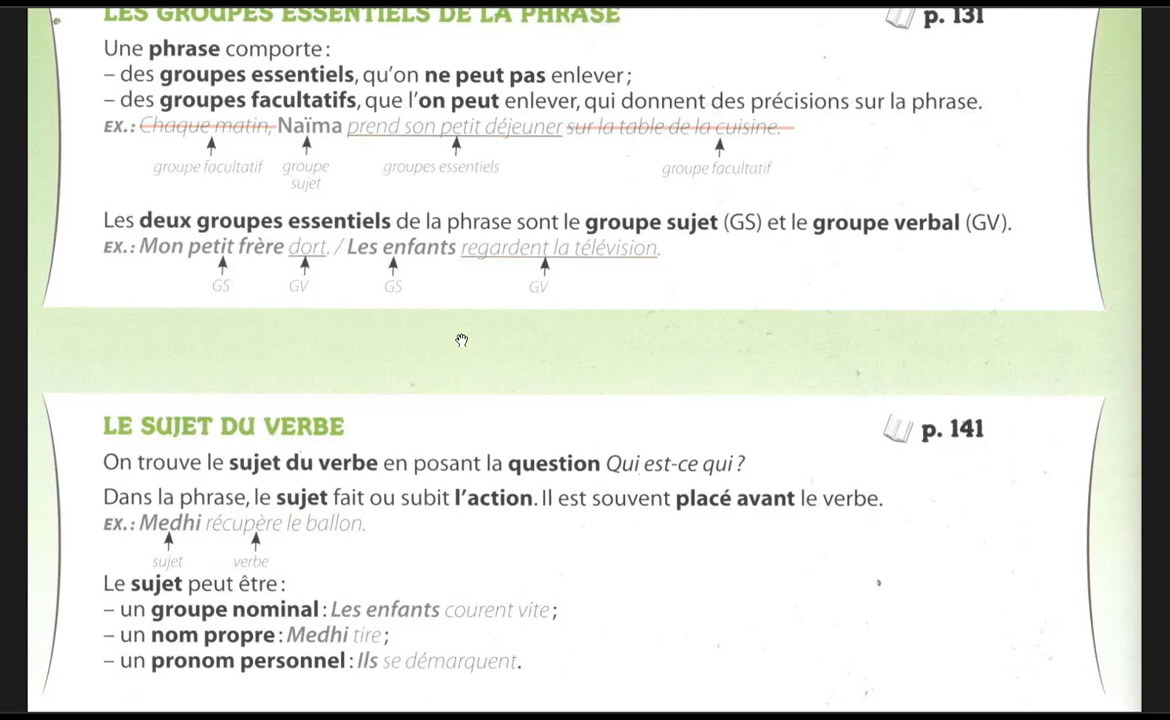 LES GROUPES ESSENTIELS DE LA PHRASE p. 131
Une phrase comporte :
– des groupes essentiels, qu'on ne peut pas enlever ;
– des groupes facultatifs, que l'on peut enlever, qui donnent des précisions sur la phrase.
EX. : Chaque matin, Naïma prend son petit déjeuner sur la table de la cuisine.
groupe facultatif groupe groupes essentiels groupe facultatif
sujet
Les deux groupes essentiels de la phrase sont le groupe sujet (GS) et le groupe verbal (GV).
EX. : Mon petit frère dort. / Les enfants regardent la télévision.
GS GV GS GV
LE SUJET DU VERBE p. 141
On trouve le sujet du verbe en posant la question Qui est-ce qui ?
Dans la phrase, le sujet fait ou subit l'action. Il est souvent placé avant le verbe.
EX. : Medhi récupère le ballon.
sujet verbe
Le sujet peut être :
– un groupe nominal : Les enfants courent vite ;
– un nom propre : Medhi tire ;
– un pronom personnel : Ils se démarquent.